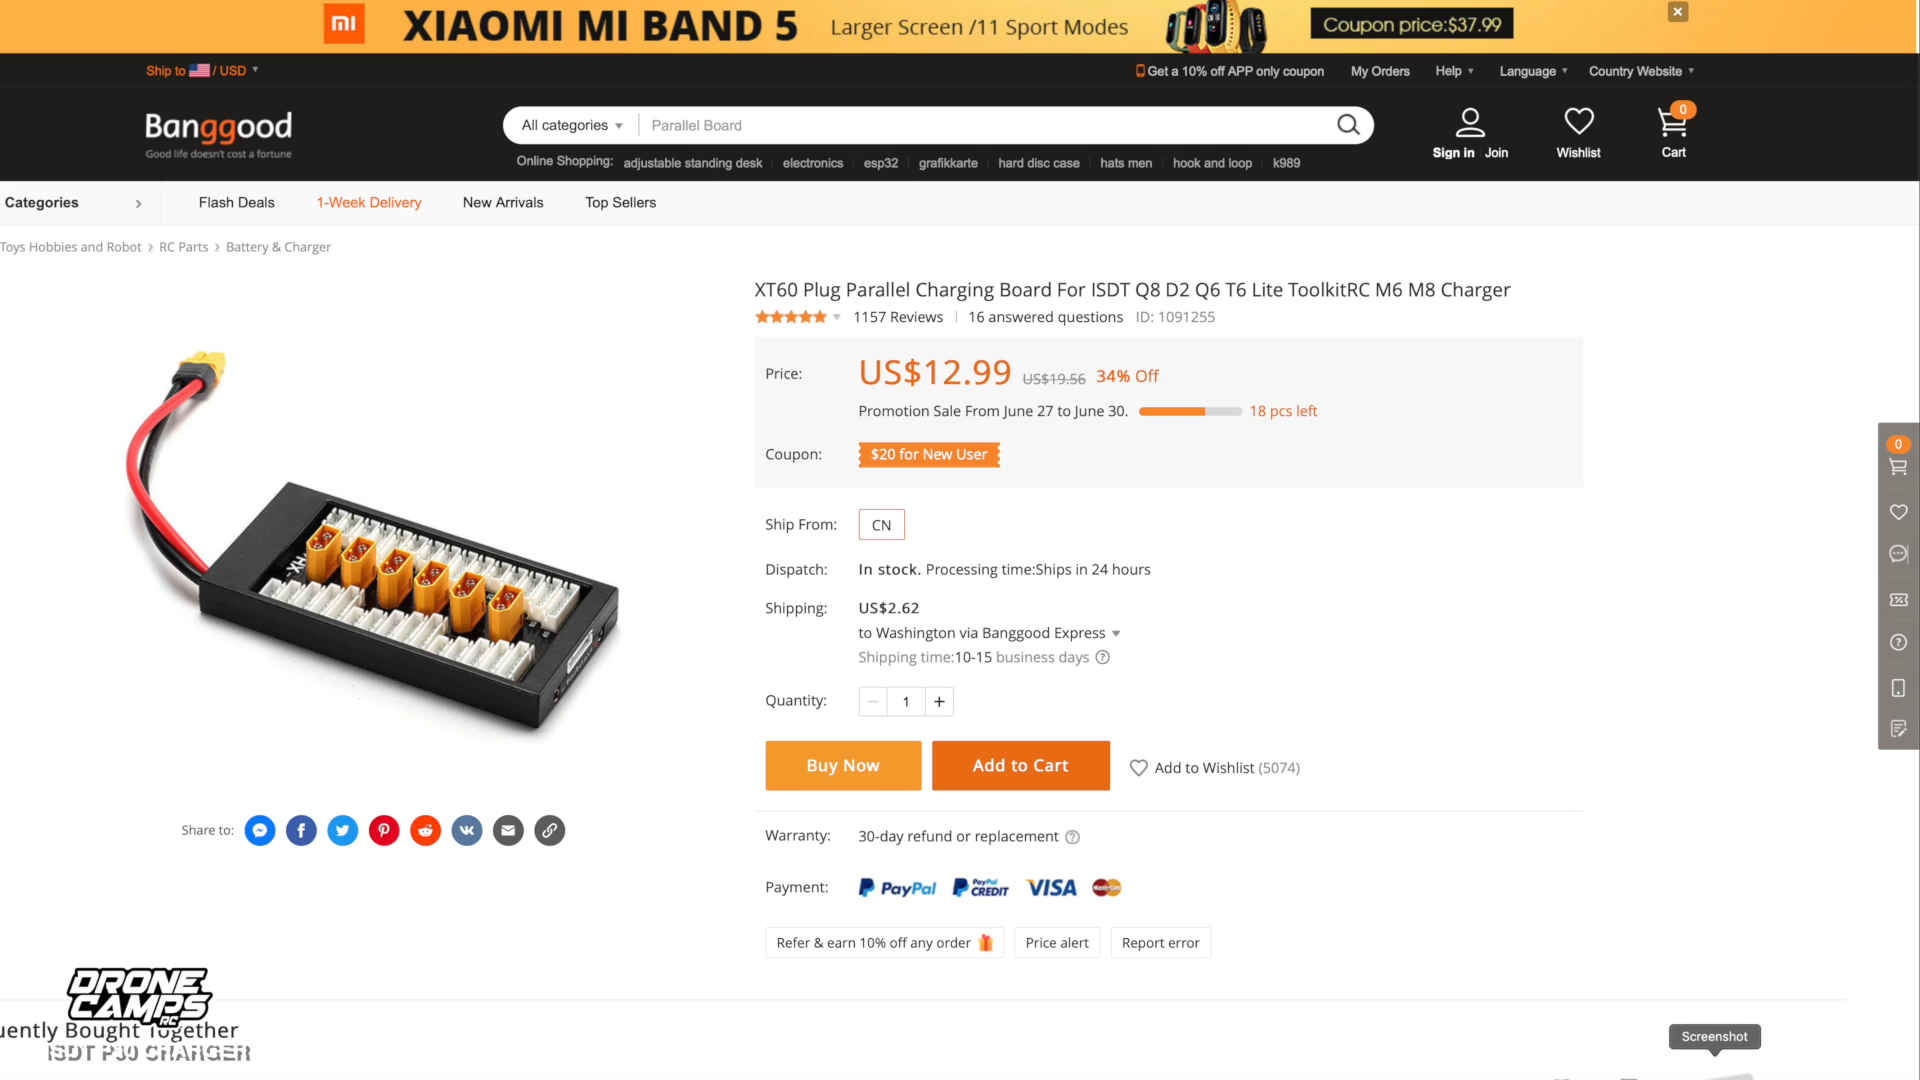 mi XIAOMI MI BAND 5 Larger Screen /11 Sport Modes Coupon price:$37.99
Ship to / USD Get a 10% off APP only coupon My Orders Help Language Country Website
Banggood
Good life doesn't cost a fortune
All categories Parallel Board
0
Sign in Join Wishlist Cart
Online Shopping: adjustable standing desk electronics esp32 grafikkarte hard disc case hats men hook and loop k989
Categories Flash Deals 1-Week Delivery New Arrivals Top Sellers
Toys Hobbies and Robot > RC Parts > Battery & Charger
XT60 Plug Parallel Charging Board For ISDT Q8 D2 Q6 T6 Lite ToolkitRC M6 M8 Charger
1157 Reviews 16 answered questions ID: 1091255
Price: US$12.99 US$19.56 34% Off
Promotion Sale From June 27 to June 30. 18 pcs left
Coupon: $20 for New User
0
Ship From: CN
Dispatch: In stock. Processing time:Ships in 24 hours
Shipping: US$2.62
to Washington via Banggood Express
Shipping time:10-15 business days
Quantity: 1
Buy Now Add to Cart Add to Wishlist (5074)
Share to:
Warranty: 30-day refund or replacement
Payment: PayPal PayPal CREDIT VISA MasterCard
Refer & earn 10% off any order Price alert Report error
DRONE CAMPS RC
uently Bought Together
ISDT P30 CHARGER
Screenshot